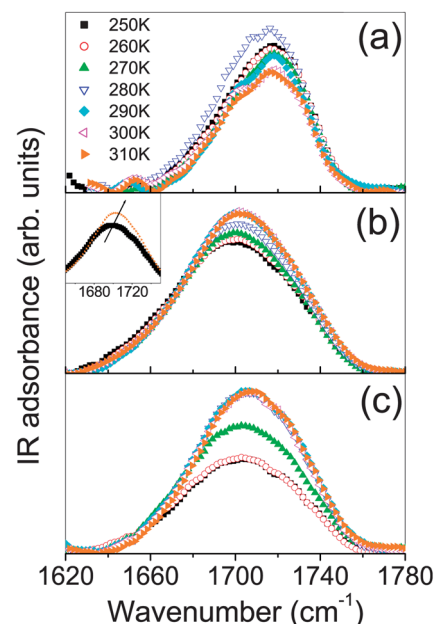 250K
260K
270K
280K
290K
300K
310K
(a)
(b)
1680 1720
(c)
IR adsorbance (arb. units)
1620 1660 1700 1740 1780
Wavenumber (cm⁻¹)